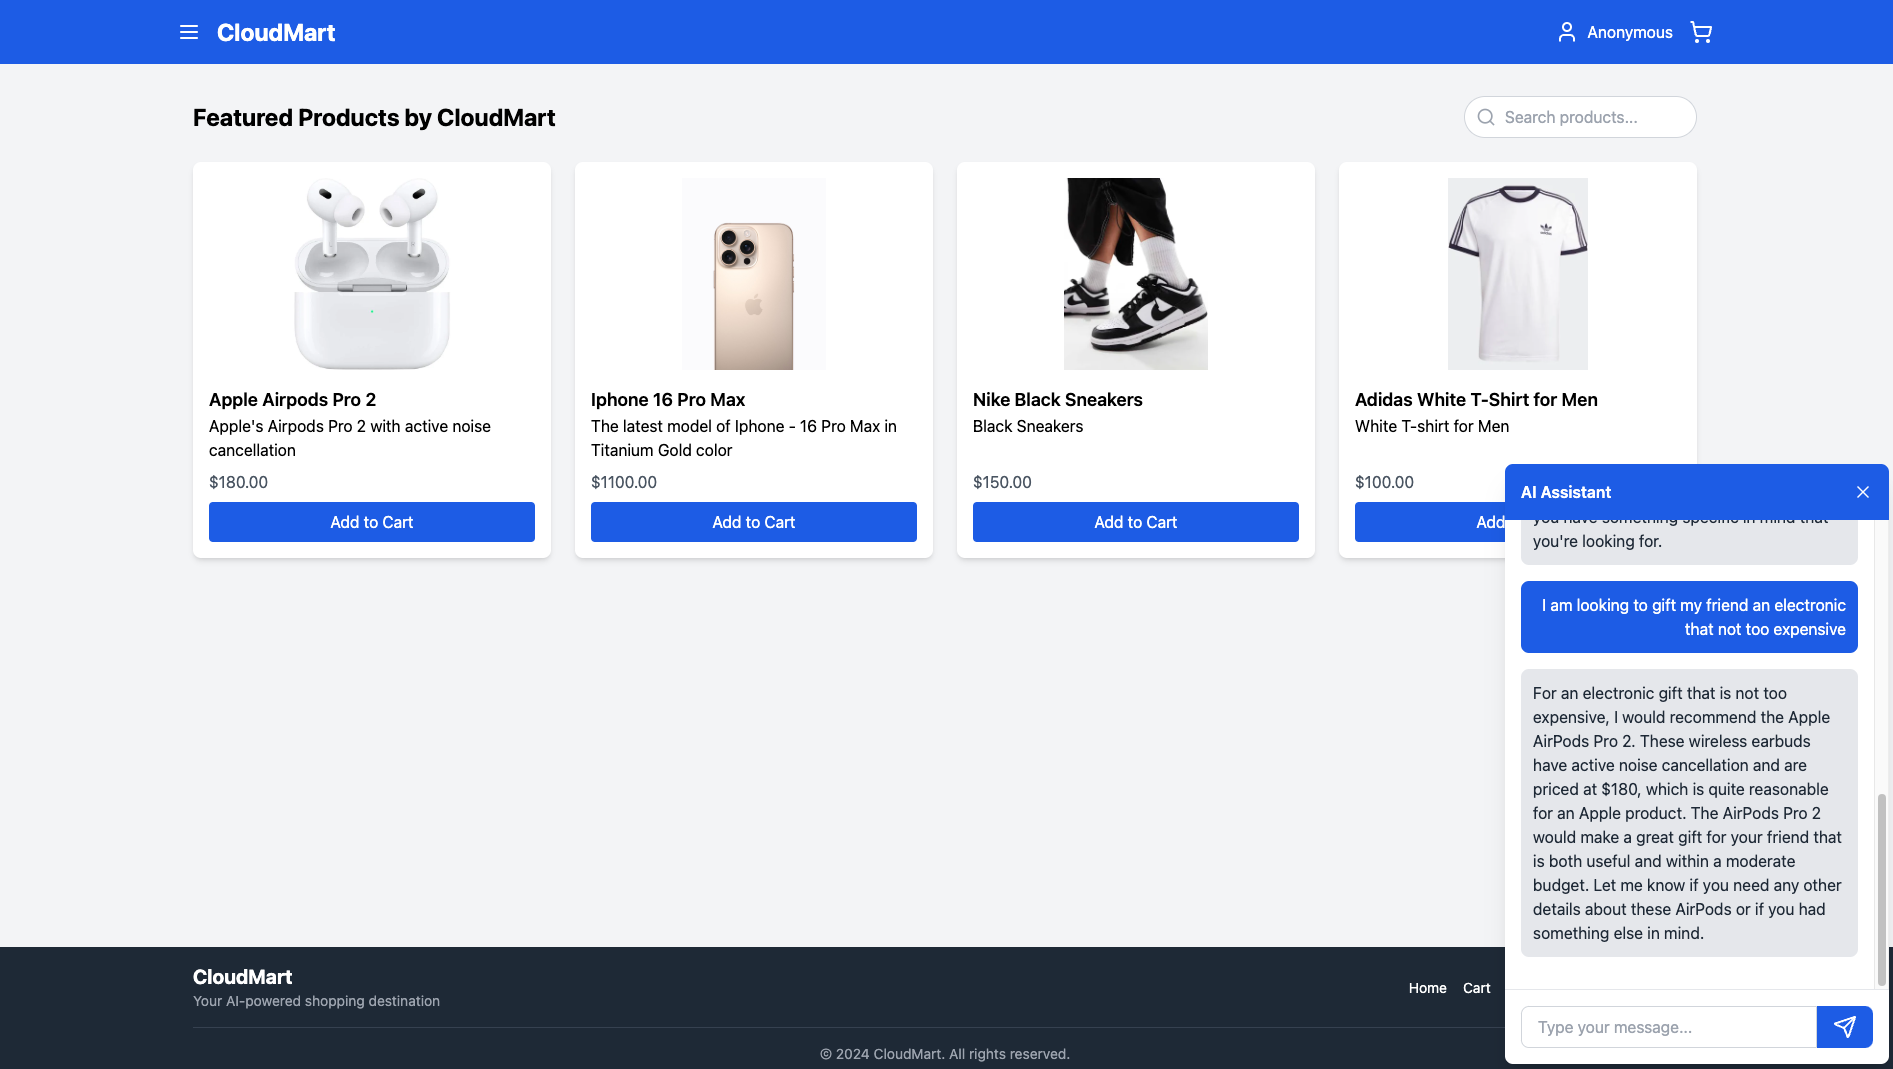 CloudMart
Anonymous
Featured Products by CloudMart
Search products...
Apple Airpods Pro 2
Apple's Airpods Pro 2 with active noise
cancellation
$180.00
Add to Cart
Iphone 16 Pro Max
The latest model of Iphone - 16 Pro Max in
Titanium Gold color
$1100.00
Add to Cart
Nike Black Sneakers
Black Sneakers
$150.00
Add to Cart
Adidas White T-Shirt for Men
White T-shirt for Men
$100.00
Add
AI Assistant
you have something specific in mind that
you're looking for.
I am looking to gift my friend an electronic
that not too expensive
For an electronic gift that is not too
expensive, I would recommend the Apple
AirPods Pro 2. These wireless earbuds
have active noise cancellation and are
priced at $180, which is quite reasonable
for an Apple product. The AirPods Pro 2
would make a great gift for your friend that
is both useful and within a moderate
budget. Let me know if you need any other
details about these AirPods or if you had
something else in mind.
Type your message...
CloudMart
Your AI-powered shopping destination
Home
Cart
© 2024 CloudMart. All rights reserved.